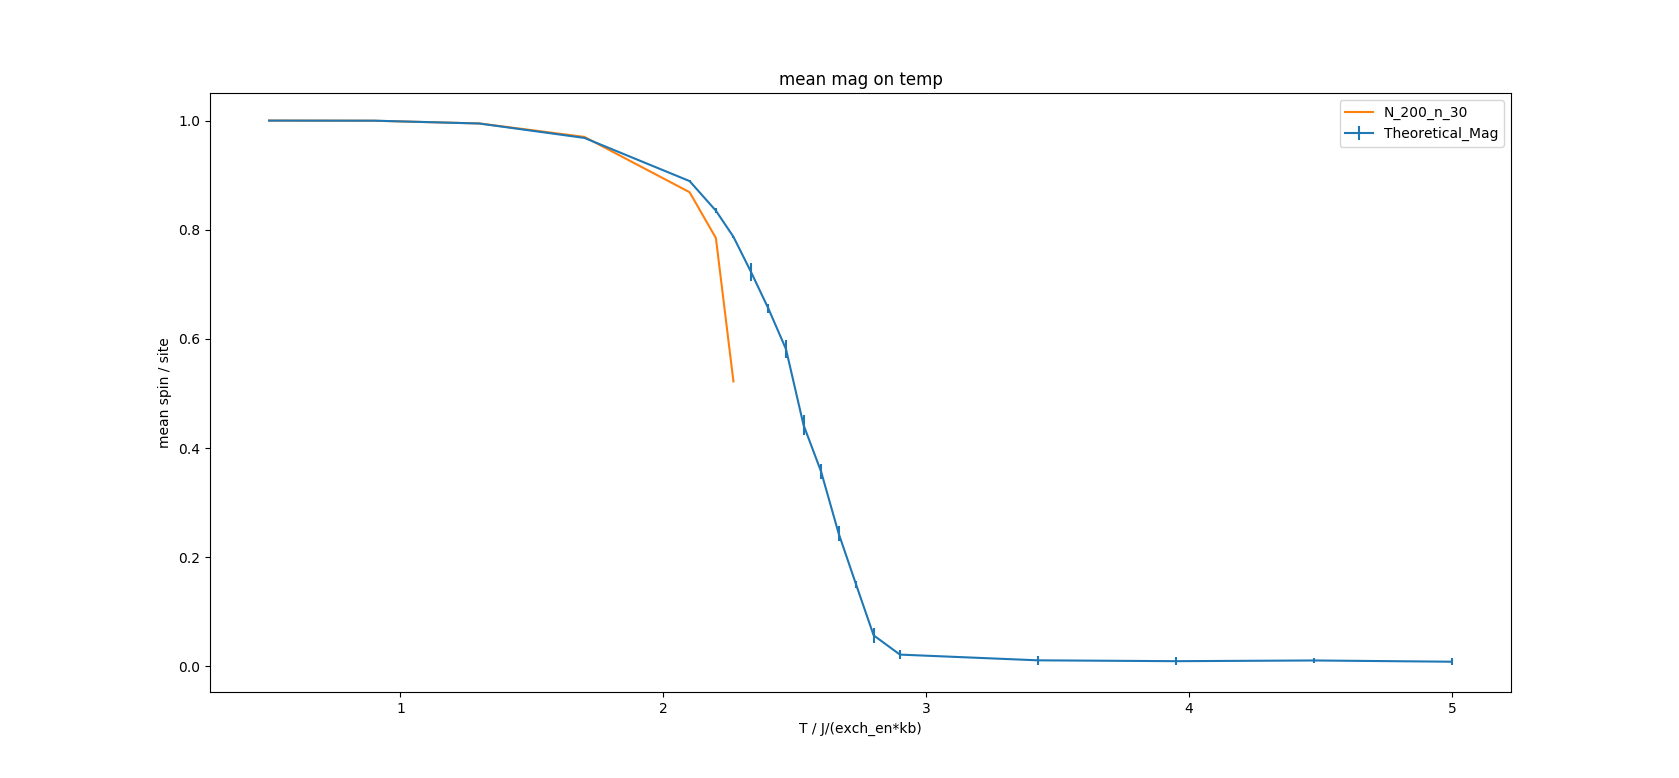 mean mag on temp
N_200_n_30
Theoretical_Mag
1.0
0.8
0.6
0.4
0.2
0.0
mean spin / site
1 2 3 4 5
T / J/(exch_en*kb)